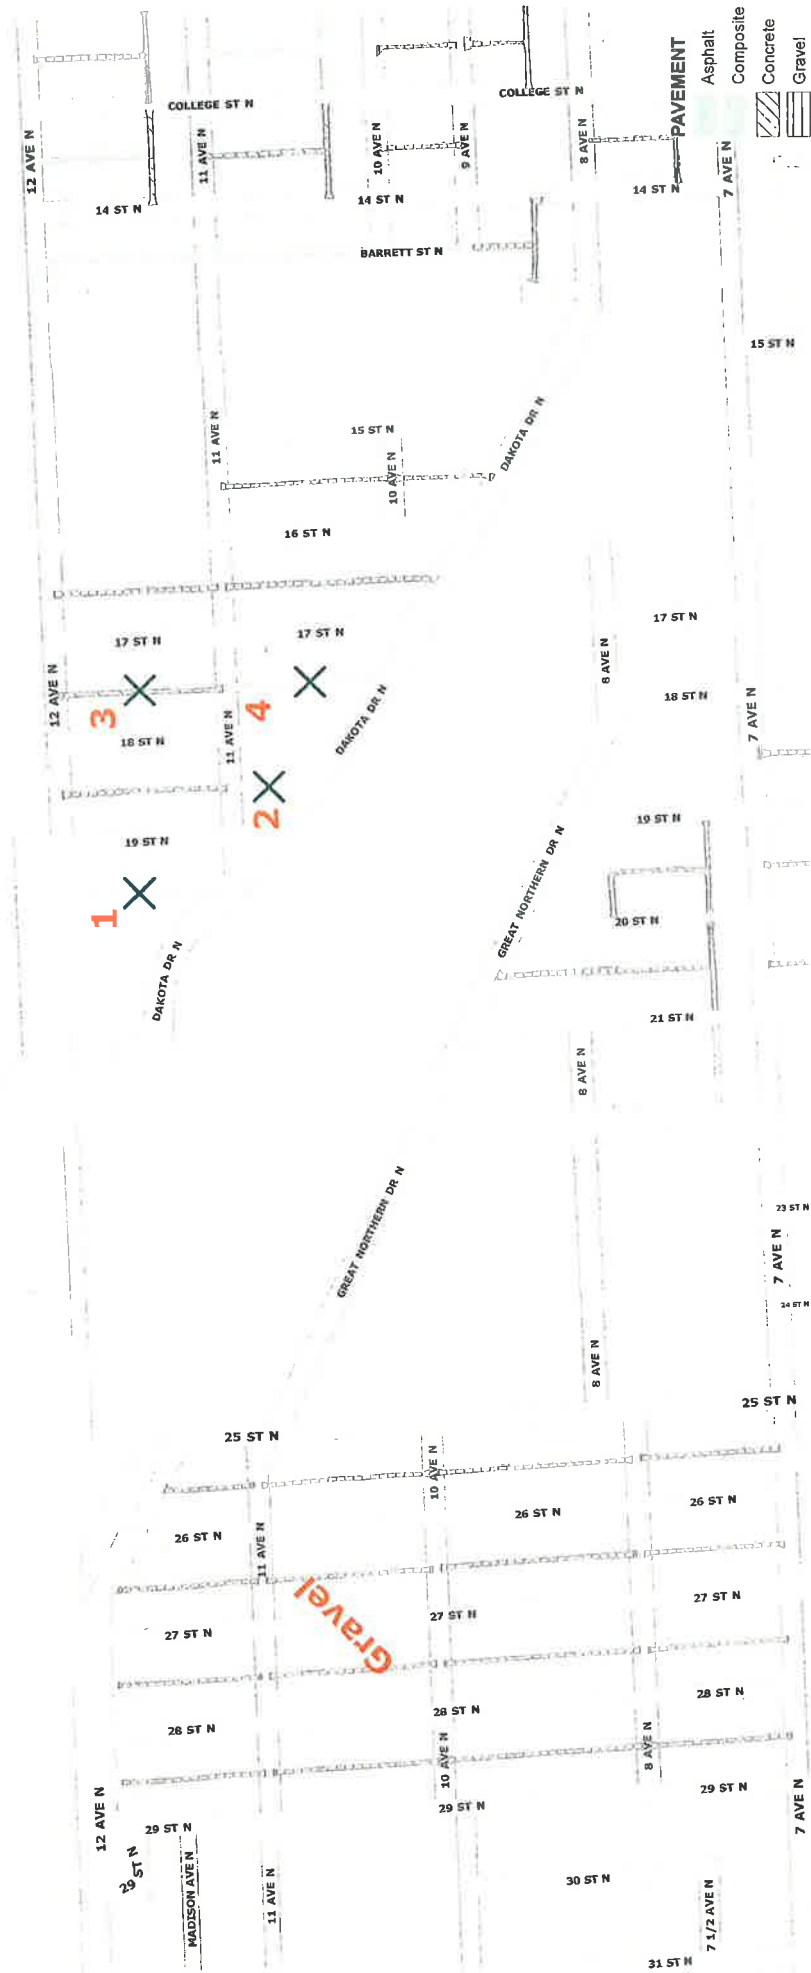 12 AVE N
COLLEGE ST N
11 AVE N
10 AVE N
9 AVE N
COLLEGE ST N
8 AVE N
PAVEMENT
Asphalt
Composite
Concrete
Gravel
7 AVE N
14 ST N
14 ST N
14 ST N
BARRETT ST N
15 ST N
15 ST N
11 AVE N
10 AVE N
DAKOTA DR N
16 ST N
17 ST N
17 ST N
17 ST N
12 AVE N
3
4
11 AVE N
18 ST N
DAKOTA DR N
8 AVE N
18 ST N
7 AVE N
2
19 ST N
19 ST N
1
DAKOTA DR N
GREAT NORTHERN DR N
20 ST N
21 ST N
8 AVE N
GREAT NORTHERN DR N
23 ST N
7 AVE N
24 ST N
8 AVE N
25 ST N
25 ST N
10 AVE N
26 ST N
26 ST N
26 ST N
11 AVE N
Gravel
27 ST N
27 ST N
27 ST N
28 ST N
28 ST N
28 ST N
10 AVE N
8 AVE N
29 ST N
29 ST N
29 ST N
29 ST N
12 AVE N
7 AVE N
MADISON AVE N
11 AVE N
30 ST N
7 1/2 AVE N
31 ST N